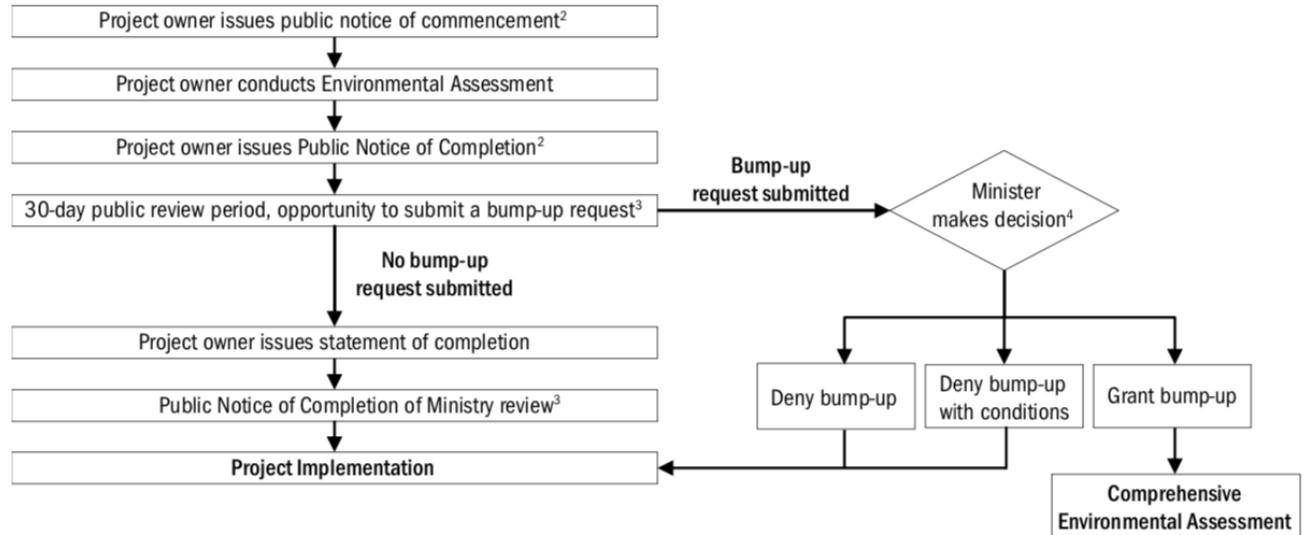 Project owner issues public notice of commencement²
Project owner conducts Environmental Assessment
Project owner issues Public Notice of Completion²
30-day public review period, opportunity to submit a bump-up request³
Bump-up
request submitted
Minister
makes decision⁴
No bump-up
request submitted
Project owner issues statement of completion
Public Notice of Completion of Ministry review³
Project Implementation
Deny bump-up
Deny bump-up
with conditions
Grant bump-up
Comprehensive
Environmental Assessment